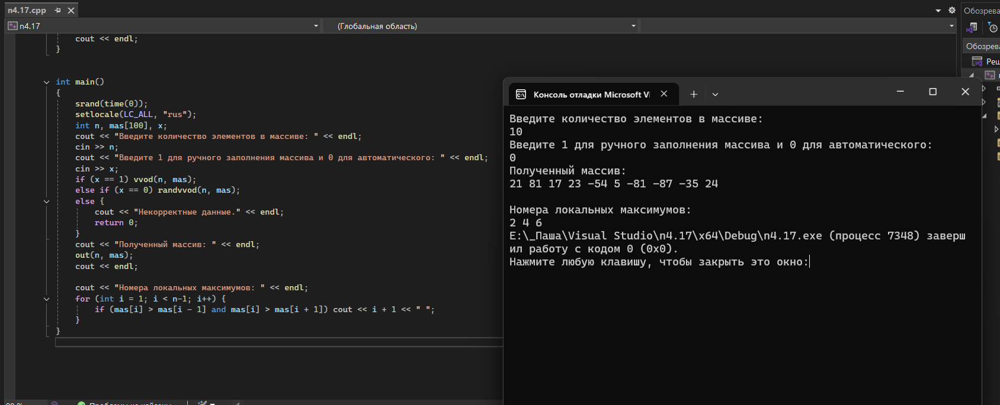 n4.17.cpp
n4.17
(Глобальная область)
cout << endl;
}
int main()
{
srand(time(0));
setlocale(LC_ALL, "rus");
int n, mas[100], x;
cout << "Введите количество элементов в массиве: " << endl;
cin >> n;
cout << "Введите 1 для ручного заполнения массива и 0 для автоматического: " << endl;
cin >> x;
if (x == 1) vvod(n, mas);
else if (x == 0) randvvod(n, mas);
else {
cout << "Некорректные данные." << endl;
return 0;
}
cout << "Полученный массив: " << endl;
out(n, mas);
cout << endl;
cout << "Номера локальных максимумов: " << endl;
for (int i = 1; i < n-1; i++) {
if (mas[i] > mas[i - 1] and mas[i] > mas[i + 1]) cout << i + 1 << " ";
}
}
Консоль отладки Microsoft Vi
Введите количество элементов в массиве:
10
Введите 1 для ручного заполнения массива и 0 для автоматического:
0
Полученный массив:
21 81 17 23 -54 5 -81 -87 -35 24
Номера локальных максимумов:
2 4 6
E:\_Паша\Visual Studio\n4.17\x64\Debug\n4.17.exe (процесс 7348) заверш
ил работу с кодом 0 (0x0).
Нажмите любую клавишу, чтобы закрыть это окно:
Обозрева
Обозрева
Реш